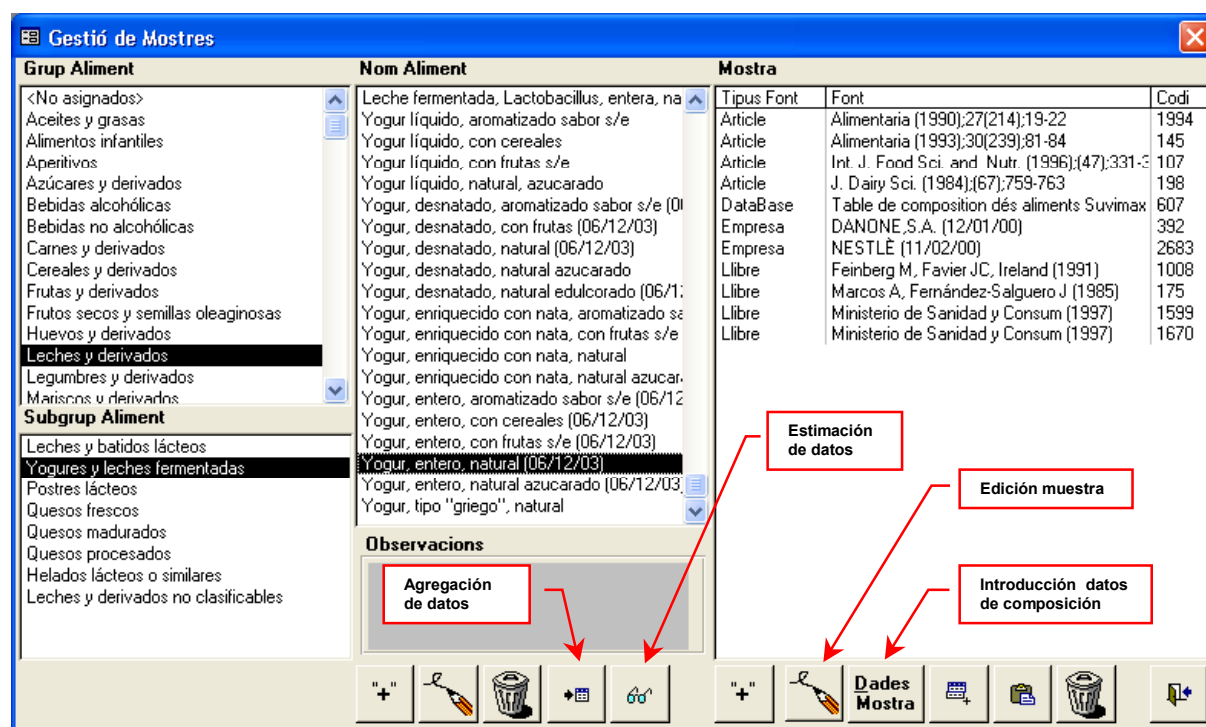 Gestió de Mostres
Grup Aliment
<No asignados>
Aceites y grasas
Alimentos infantiles
Aperitivos
Azúcares y derivados
Bebidas alcohólicas
Bebidas no alcohólicas
Carnes y derivados
Cereales y derivados
Frutas y derivados
Frutos secos y semillas oleaginosas
Huevos y derivados
Leches y derivados
Legumbres y derivados
Mariscos y derivados
Subgrup Aliment
Leches y batidos lácteos
Yogures y leches fermentadas
Postres lácteos
Quesos frescos
Quesos madurados
Quesos procesados
Helados lácteos o similares
Leches y derivados no clasificables
Nom Aliment
Leche fermentada, Lactobacillus, entera, na
Yogur líquido, aromatizado sabor s/e
Yogur líquido, con cereales
Yogur líquido, con frutas s/e
Yogur líquido, natural, azucarado
Yogur, desnatado, aromatizado sabor s/e (0
Yogur, desnatado, con frutas (06/12/03)
Yogur, desnatado, natural (06/12/03)
Yogur, desnatado, natural azucarado
Yogur, desnatado, natural edulcorado (06/1
Yogur, enriquecido con nata, aromatizado sa
Yogur, enriquecido con nata, con frutas s/e
Yogur, enriquecido con nata, natural
Yogur, enriquecido con nata, natural azucar
Yogur, entero, aromatizado sabor s/e (06/12
Yogur, entero, con cereales (06/12/03)
Yogur, entero, con frutas s/e (06/12/03)
Yogur, entero, natural (06/12/03)
Yogur, entero, natural azucarado (06/12/03)
Yogur, tipo "griego", natural
Observacions
Agregación
de datos
Mostra
Tipus Font Font Codi
Article Alimentaria (1990);27(214);19-22 1994
Article Alimentaria (1993);30(239);81-84 145
Article Int. J. Food Sci. and Nutr. (1996);(47);331-3 107
Article J. Dairy Sci. (1984);(67);759-763 198
DataBase Table de composition dés aliments Suvimax 607
Empresa DANONE,S.A. (12/01/00) 392
Empresa NESTLÈ (11/02/00) 2683
Llibre Feinberg M, Favier JC, Ireland (1991) 1008
Llibre Marcos A, Fernández-Salguero J (1985) 175
Llibre Ministerio de Sanidad y Consum (1997) 1599
Llibre Ministerio de Sanidad y Consum (1997) 1670
Estimación
de datos
Edición muestra
Introducción datos
de composición
"+"
"+"
Dades
Mostra